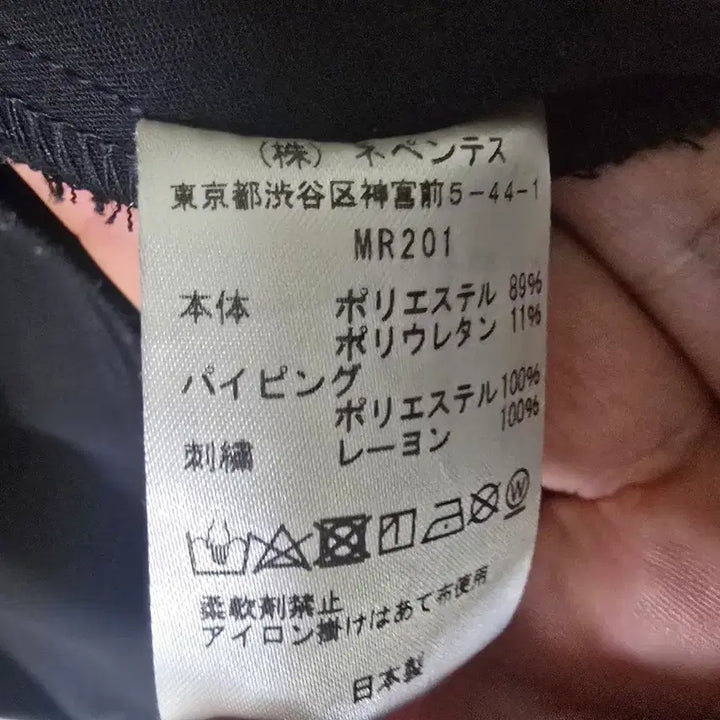 (株) ネペンテス
東京都渋谷区神宮前5-44-1
MR201
本体 ポリエステル 89%
ポリウレタン 11%
パイピング
ポリエステル 100%
刺繍 レーヨン 100%
W
柔軟剤禁止
アイロン掛けはあて布使用
日本製